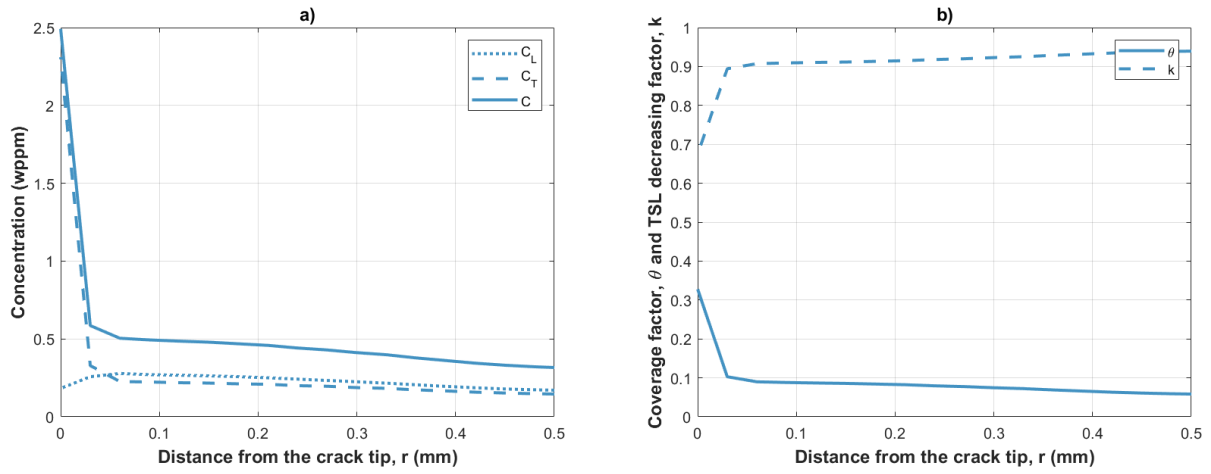 a)
2.5
2
1.5
1
0.5
0
Concentration (wppm)
C_L
C_T
C
0
0.1
0.2
0.3
0.4
0.5
Distance from the crack tip, r (mm)
b)
1
0.9
0.8
0.7
0.6
0.5
0.4
0.3
0.2
0.1
0
Coverage factor, θ and TSL decreasing factor, k
θ
k
0
0.1
0.2
0.3
0.4
0.5
Distance from the crack tip, r (mm)